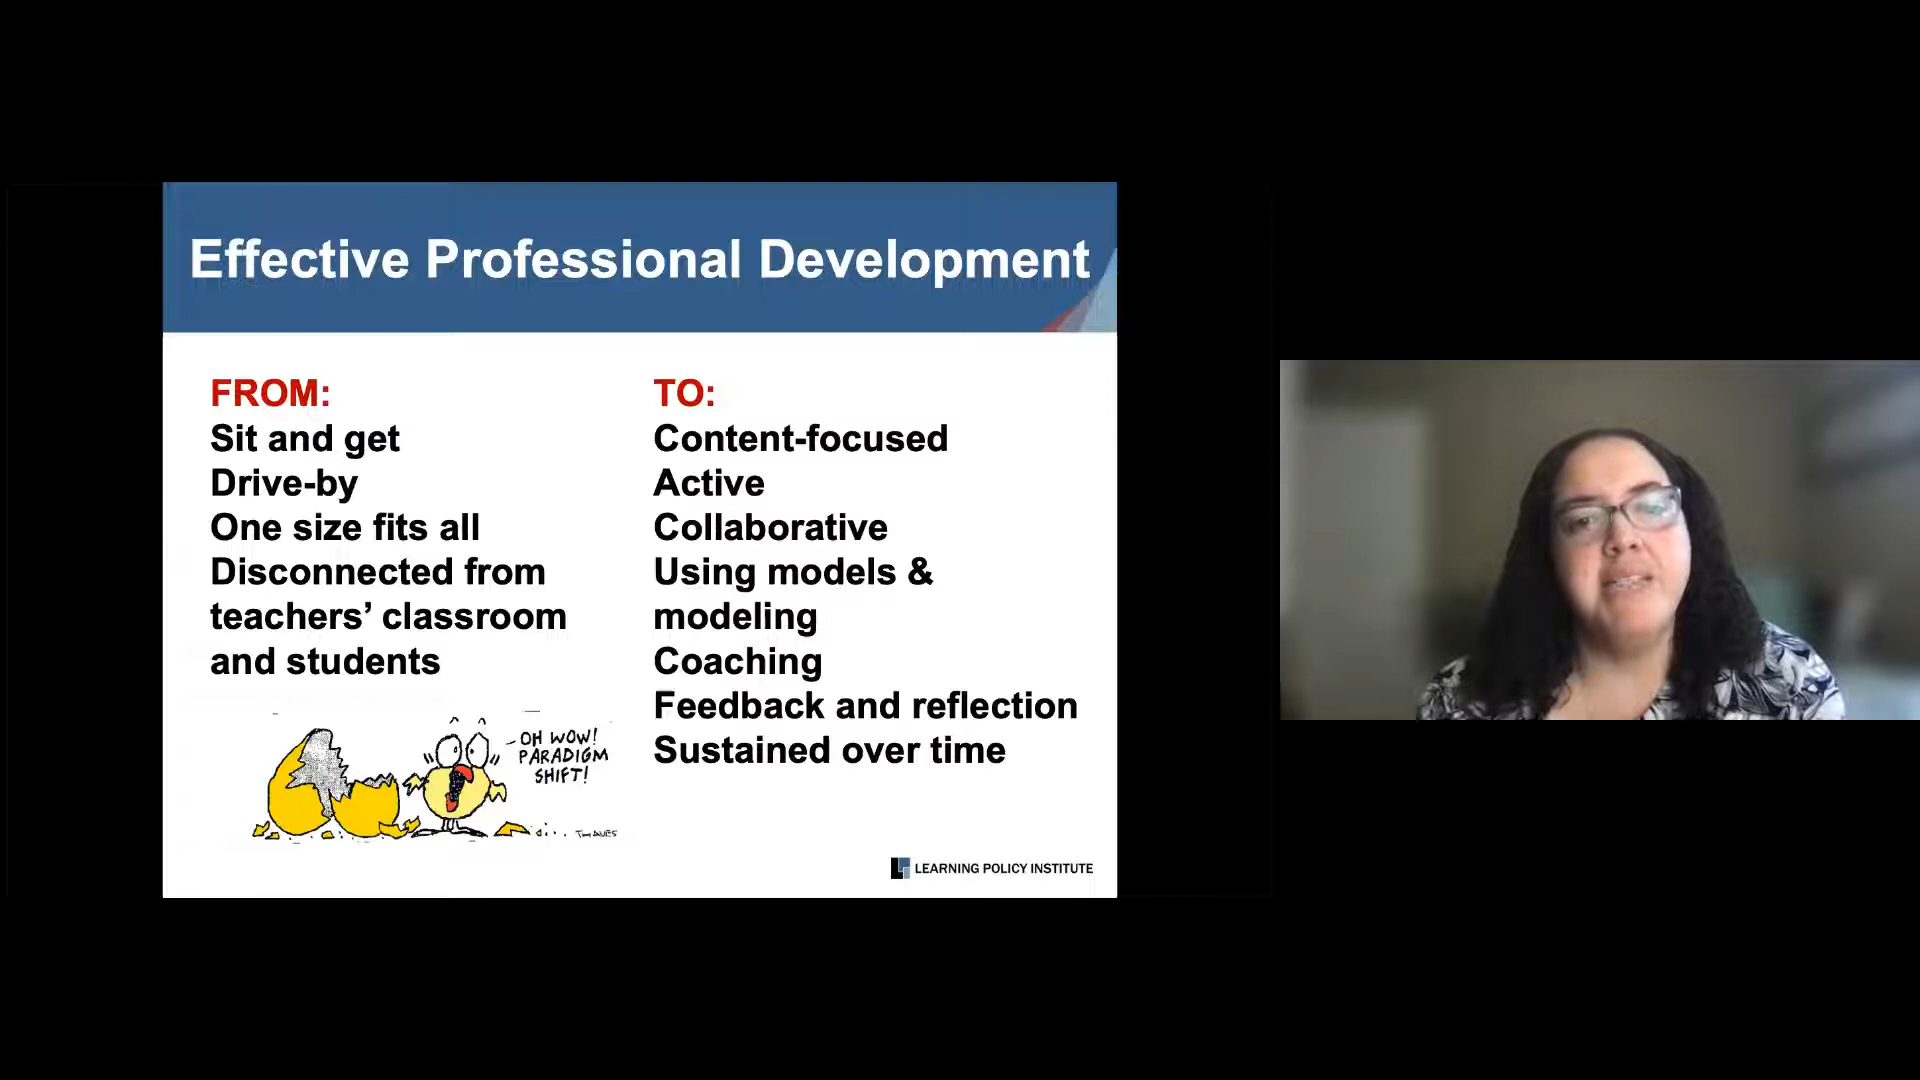 Effective Professional Development
FROM:
Sit and get
Drive-by
One size fits all
Disconnected from
teachers’ classroom
and students
TO:
Content-focused
Active
Collaborative
Using models &
modeling
Coaching
Feedback and reflection
Sustained over time
OH WOW!
PARADIGM
SHIFT!
THAVES
LEARNING POLICY INSTITUTE